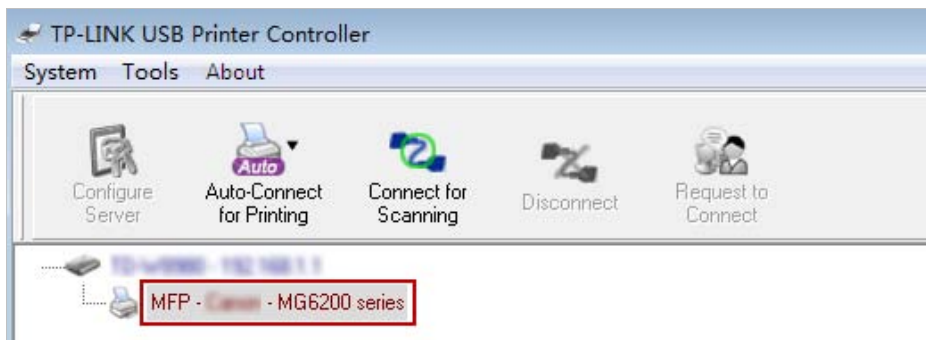 TP-LINK USB Printer Controller
System Tools About
Configure Server
Auto
Auto-Connect for Printing
Connect for Scanning
Disconnect
Request to Connect
MFP - - MG6200 series